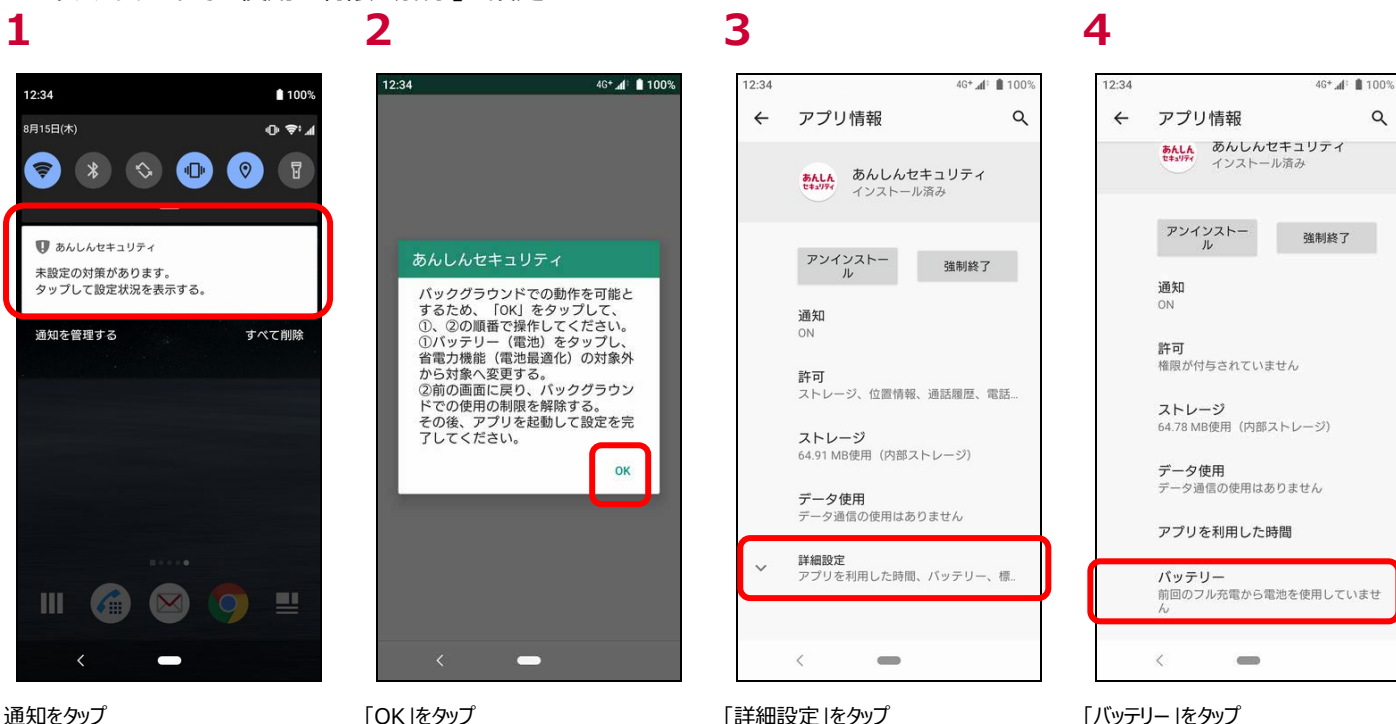 1
2
3
4
12:34
100%
8月15日(木)
あんしんセキュリティ
未設定の対策があります。
タップして設定状況を表示する。
通知を管理する
すべて削除
通知をタップ
12:34
4G+
100%
あんしんセキュリティ
バックグラウンドでの動作を可能と
するため、「OK」をタップして、
①、②の順番で操作してください。
①バッテリー（電池）をタップし、
省電力機能（電池最適化）の対象外
から対象へ変更する。
②前の画面に戻り、バックグラウン
ドでの使用の制限を解除する。
その後、アプリを起動して設定を完
了してください。
OK
「OK」をタップ
12:34
4G+
100%
アプリ情報
あんしん
セキュリティ
あんしんセキュリティ
インストール済み
アンインストー
ル
強制終了
通知
ON
許可
ストレージ、位置情報、通話履歴、電話...
ストレージ
64.91 MB使用（内部ストレージ）
データ使用
データ通信の使用はありません
詳細設定
アプリを利用した時間、バッテリー、標..
「詳細設定」をタップ
12:34
4G+
100%
アプリ情報
あんしん
セキュリティ
あんしんセキュリティ
インストール済み
アンインストー
ル
強制終了
通知
ON
許可
権限が付与されていません
ストレージ
64.78 MB使用（内部ストレージ）
データ使用
データ通信の使用はありません
アプリを利用した時間
バッテリー
前回のフル充電から電池を使用していませ
ん
「バッテリー」をタップ